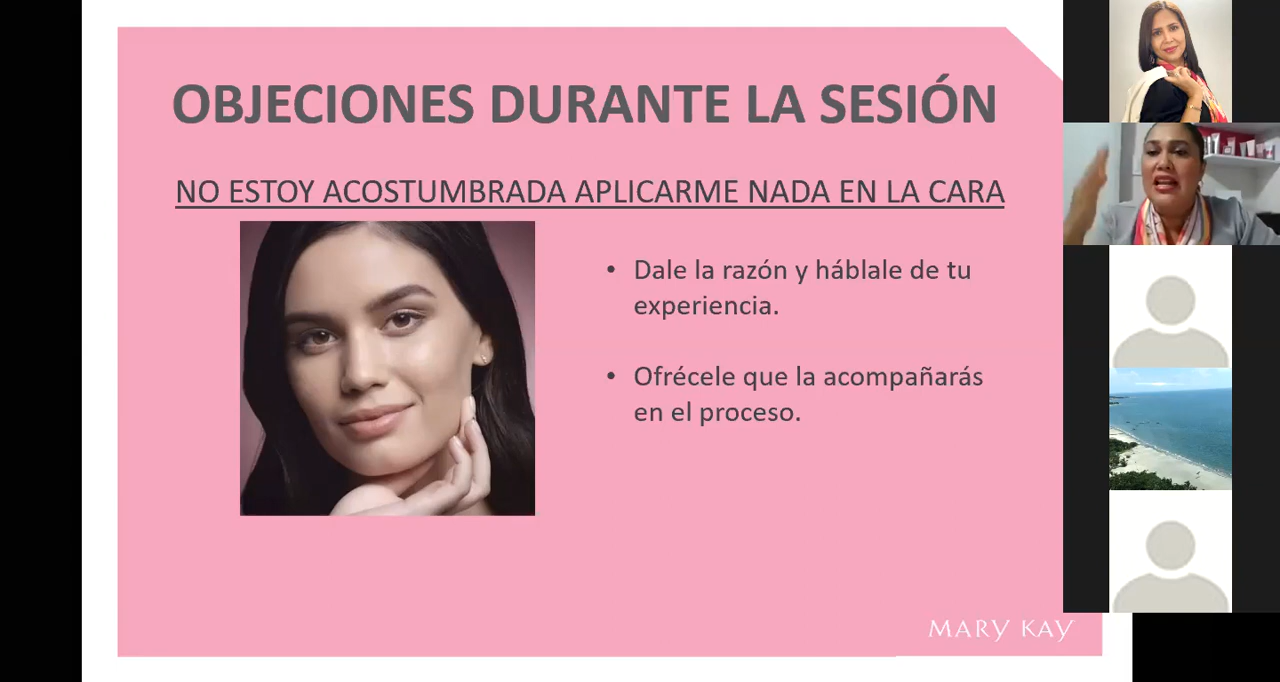 OBJECIONES DURANTE LA SESIÓN
NO ESTOY ACOSTUMBRADA APLICARME NADA EN LA CARA
• Dale la razón y háblale de tu
experiencia.
• Ofrécele que la acompañarás
en el proceso.
MARY KAY